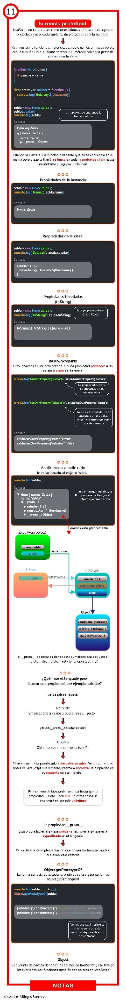 11
herencia prototipal
JavaScript no tiene clases como otros idiomas. Utiliza el concepto de
prototipos y el encadenamiento de prototipos para la herencia.
Ya vimos como funciona la herencia, cuando creamos un nuevo objeto
con la función Hero, pudimos acceder a el método saludar a pesar de
que este no lo tiene.
function Hero(name) {
this.name = name
}
Hero.prototype.saludar = function () {
console.log(`Hola soy ${this.name}`)
}
zelda = new Hero('Zelda');
zelda.saludar()
console.log(zelda)
en __proto__ se encuentra la
función saludar
Console
Hola soy Zelda
▼{ name: 'zelda' }
name: 'zelda'
▶ __proto__: Object
Cuando se llama a una función o variable que no se encuentra en el
mismo objeto que la llamó, se busca en toda la prototype chain hasta
encontrarla o regresar undefined
Propiedades de la instancia
zelda = new Hero('Zelda');
console.log('Name:', zelda.name)
Console
Name: Zelda
Propiedades de la 'clase'
zelda = new Hero('Zelda');
console.log('Saludar:', zelda.saludar)
Console
saludar: ƒ () {
console.log(`Hola soy ${this.name}`)
}
Propiedades heredadas
(toString)
zelda = new Hero('Zelda');
console.log("toString:", zelda.toString)
Esta propiedad vienen
desde Object
Console
toString: ƒ toString() { [native code] }
hasOwnProperty
Esto lo vamos a usar para saber si alguna propiedad pertenece a un
objeto o viene de 'herencia'
console.log('hasOwnProperty("name"):', zelda.hasOwnProperty('name'))
La propiedad name si
se encuentra en el
objecto zelda
console.log('hasOwnProperty("saludar"):', zelda.hasOwnProperty('name'))
La propiedad saludar no se
encuentra en el objecto
zelda. Esta propiedad viene
por de herencia
Console
zelda.hasOwnProperty("name"): true
zelda.hasOwnProperty("saludar"): false
Analicemos a detalle todo
lo relacionado al objeto 'zelda'
console.log(zelda)
Console
▼ Hero { name: 'Zelda' }
name: "Zelda"
▼ __proto__:
▶ saludar: ƒ ()
▶ constructor: ƒ Hero(name)
▶ __proto__: Object
Lo primero que nos dice, es
que viene de Hero, es el
objeto que creo a zelda
Veamos esto gráficamente
zelda (Hero object)
name: zelda
__proto__
zelda.__proto__
ƒ: Hero
prototype
hero.prototype
prototype
saludar: ƒ ()
constructor: ƒ Hero
__proto__
Object
constructor: ƒ Object()
toString: ƒ toString()
hasOwnProperty: ƒ
el __proto__ de zelda es donde esta el método saludar, y en el
__proto__ del __proto__ está la función toString()
¿Qué hace el lenguaje para
buscar una propiedad, por ejemplo saludar?
¿zelda.saludar existe?
No existe
Entonces ahora vamos a buscar en su __proto__
¿zelda.__proto__.saludar existe?
Si existe
Ok! entonces ejecutamos la función
Si se encuentra la propiedad, se devuelve su valor. De lo contrario el
motor de JavaScript nuevamente, intentara encontrar la propiedad en
el siguiente objeto __proto__
Esta cadena de busqueda continua hasta que la
propiedad __proto__ sea null. En estos casos, se
imprimirá en consola undefined
La propiedad __proto__
Esta propiedad es algo que puede variar, no es algo que esta
especificado en el lenguaje.
Es un detalle de implementación que ponen los browser, node o
cualquier otro entorno
Object.getPrototypeOf
La forma correcta de acceder al proto es de la siguiente forma:
object.getPrototypeOf
console.log(zelda.__proto__)
Object.getPrototypeOf(zelda)
{saludar: ƒ, constructor: ƒ} console.log(zelda.__proto__)
{saludar: ƒ, constructor: ƒ} Object.getPrototypeOf(zelda)
Vemos que nos imprime lo
mismo en la consola
usando cualquiera de estos
dos métodos
Object
Es el punto de partida de todos los objetos en JavaScript y eso incluye
las funciones. Las funciones también son objetos en JavaScript
NOTAS
Luis Andrés Villegas Sánchez